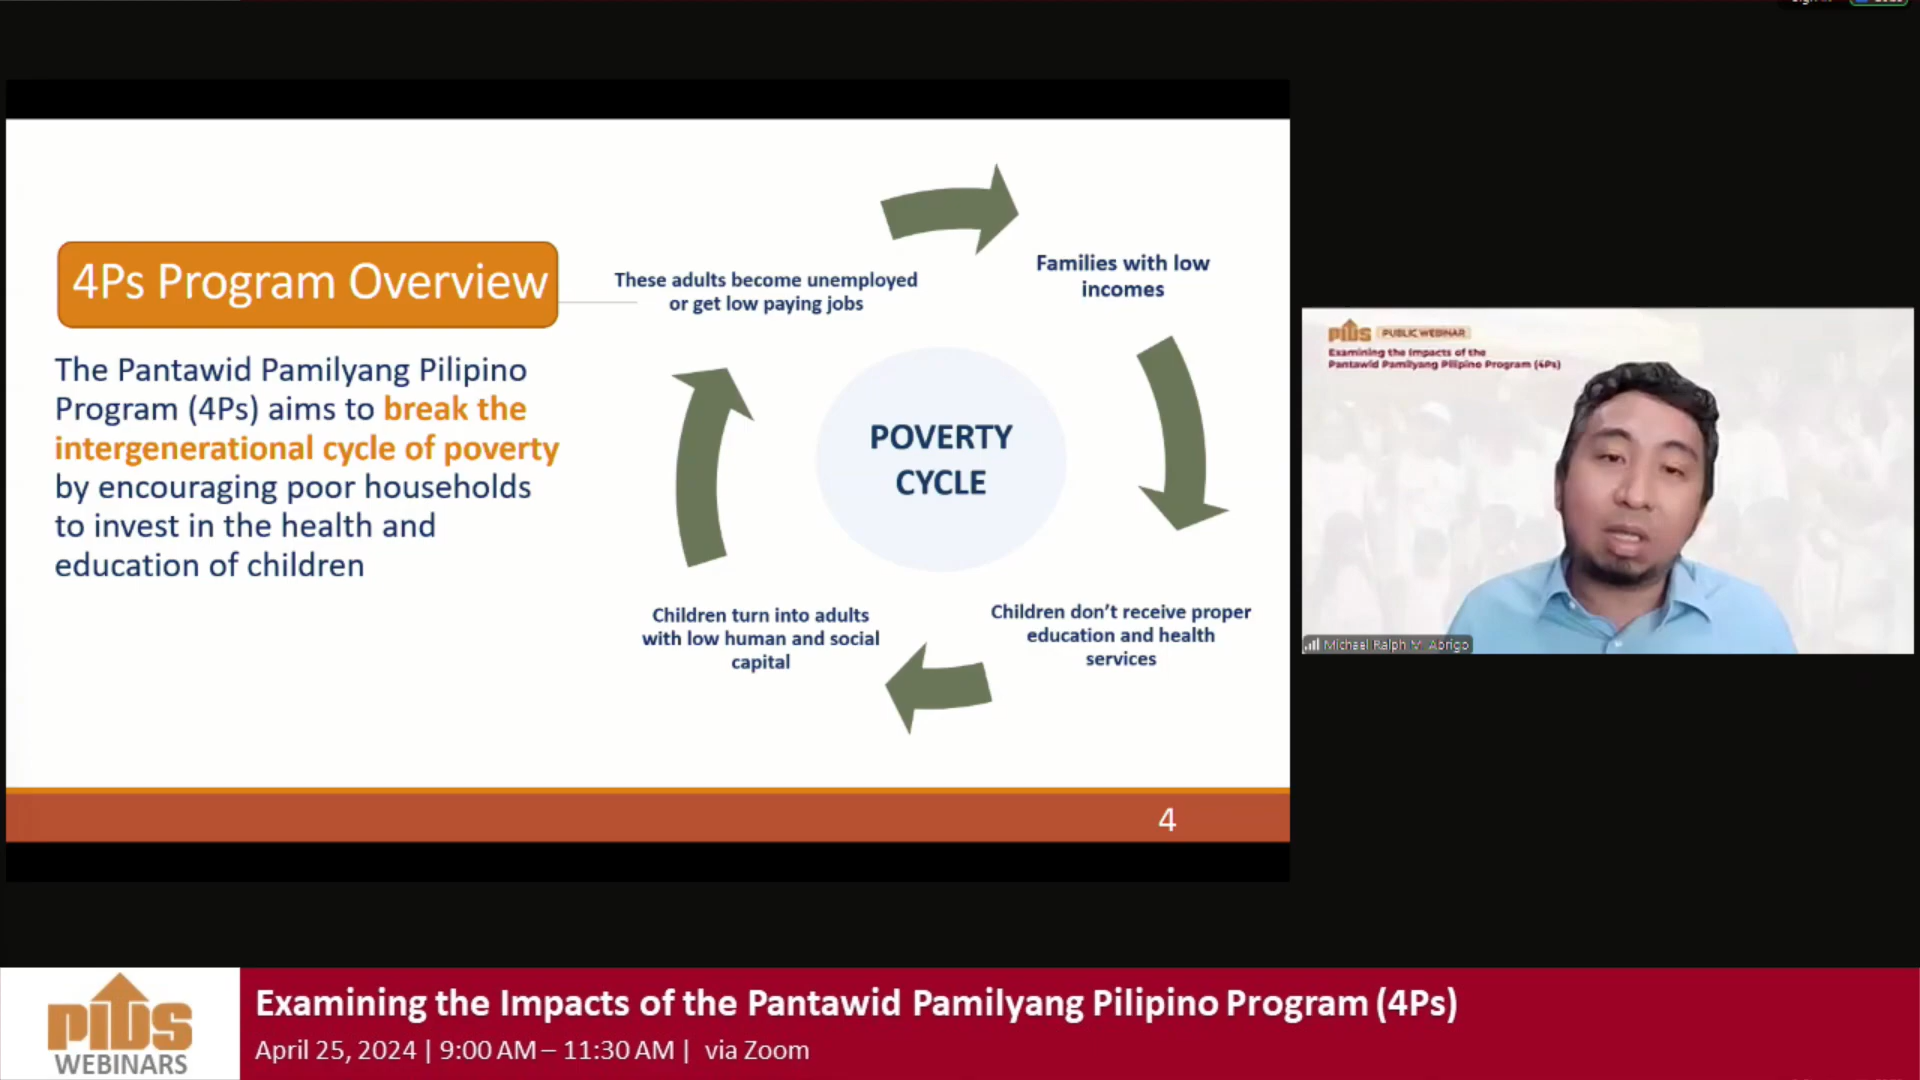 4Ps Program Overview
The Pantawid Pamilyang Pilipino
Program (4Ps) aims to break the
intergenerational cycle of poverty
by encouraging poor households
to invest in the health and
education of children
These adults become unemployed
or get low paying jobs
Families with low
incomes
POVERTY
CYCLE
Children turn into adults
with low human and social
capital
Children don’t receive proper
education and health
services
4
PIDS PUBLIC WEBINAR
Examining the Impacts of the
Pantawid Pamilyang Pilipino Program (4Ps)
Michael Ralph M. Abrigo
PIDS
WEBINARS
Examining the Impacts of the Pantawid Pamilyang Pilipino Program (4Ps)
April 25, 2024 | 9:00 AM – 11:30 AM | via Zoom